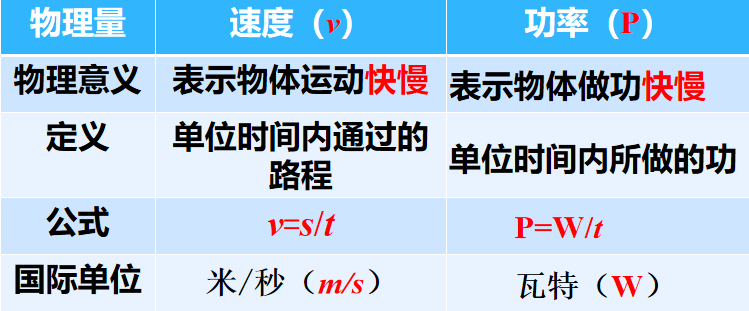 物理量 速度（v） 功率（P）
物理意义 表示物体运动快慢 表示物体做功快慢
定义 单位时间内通过的
路程 单位时间内所做的功
公式 v=s/t P=W/t
国际单位 米/秒（m/s） 瓦特（W）